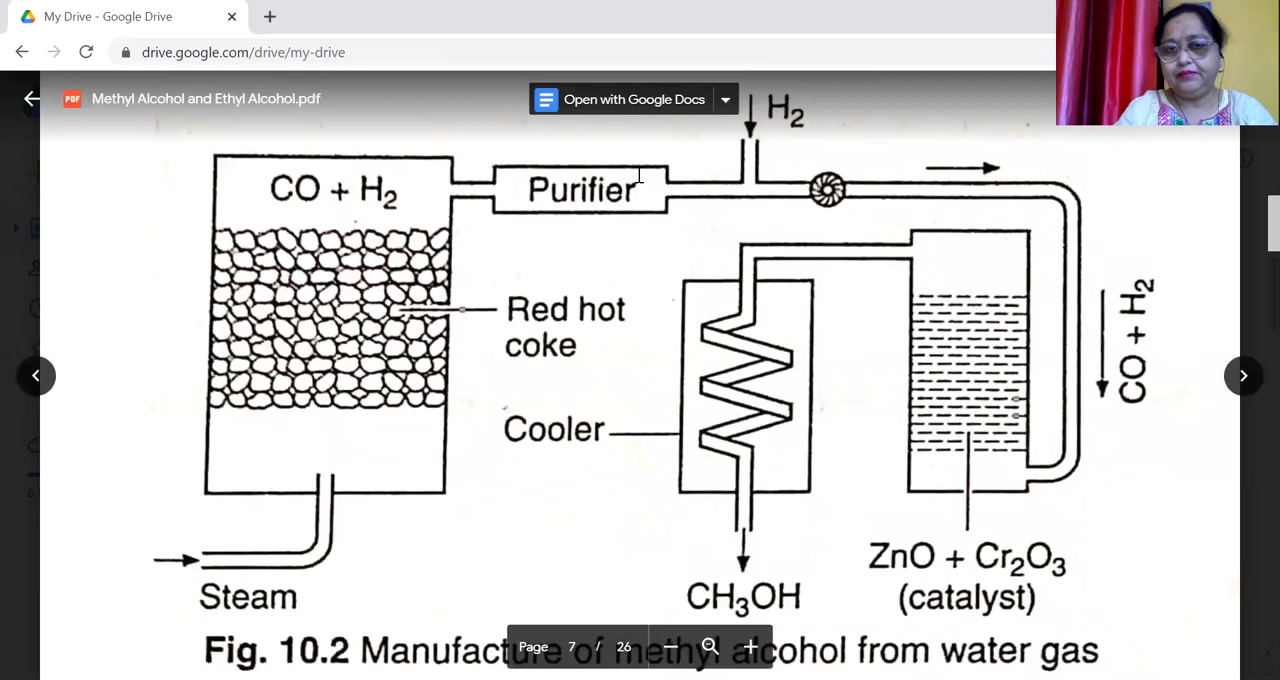 My Drive - Google Drive
drive.google.com/drive/my-drive
PDF
Methyl Alcohol and Ethyl Alcohol.pdf
Open with Google Docs
H₂
CO + H₂
Purifier
Red hot
coke
Cooler
CO + H₂
Steam
CH₃OH
ZnO + Cr₂O₃
(catalyst)
Fig. 10.2 Manufacture of methyl alcohol from water gas
Page 7 / 26